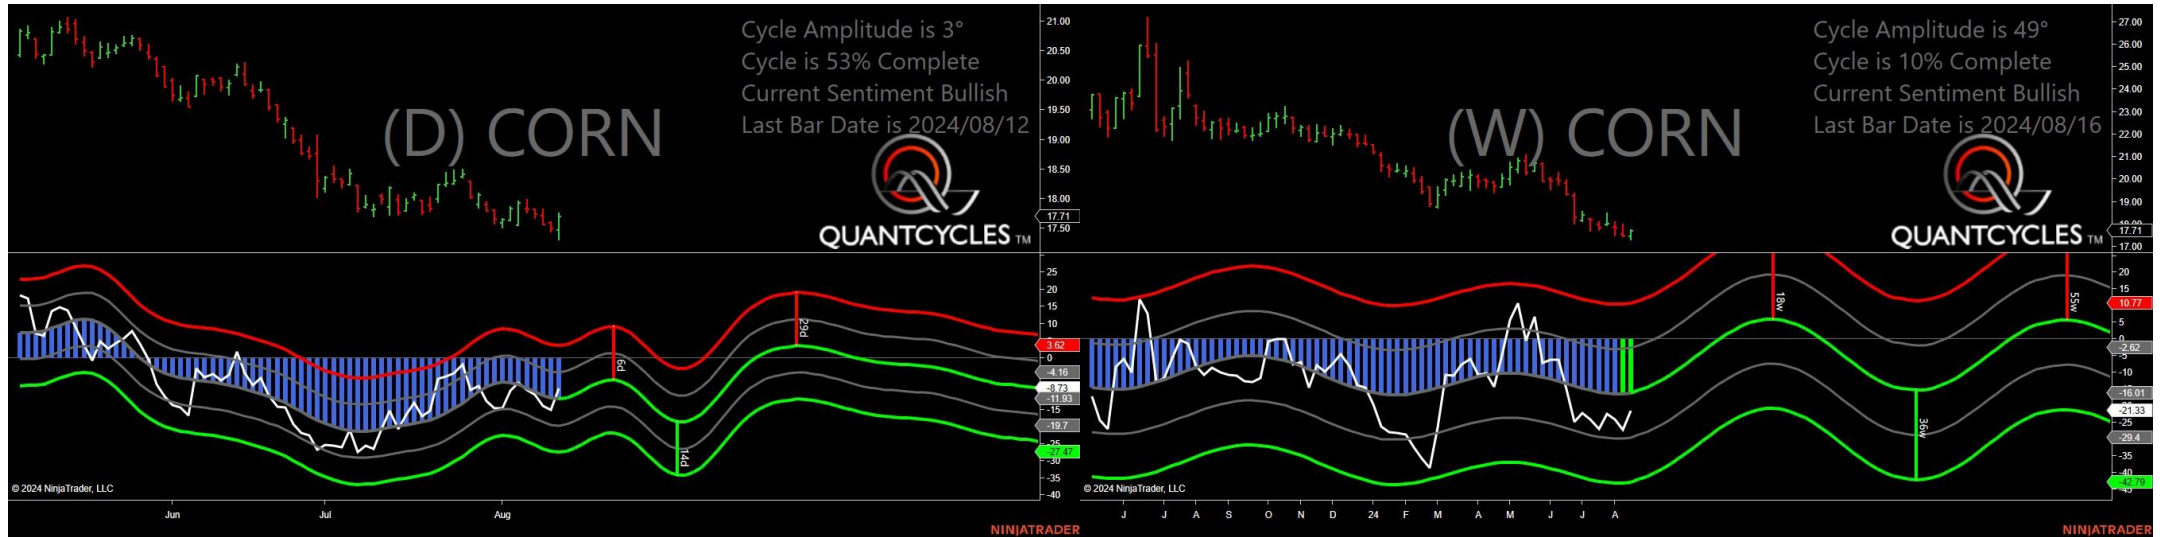 Cycle Amplitude is 3°
Cycle is 53% Complete
Current Sentiment Bullish
Last Bar Date is 2024/08/12
(D) CORN
QUANTCYCLES TM
21.00
20.50
20.00
19.50
19.00
18.50
18.00
17.71
17.50
25
20
15
10
3.62
0
-4.16
-8.73
-11.93
-15
-19.7
-25
-27.47
-30
-35
-40
6d
14d
29d
© 2024 NinjaTrader, LLC
Jun
Jul
Aug
NINJATRADER
Cycle Amplitude is 49°
Cycle is 10% Complete
Current Sentiment Bullish
Last Bar Date is 2024/08/16
(W) CORN
QUANTCYCLES TM
27.00
26.00
25.00
24.00
23.00
22.00
21.00
20.00
19.00
18.00
17.71
17.00
20
15
10.77
5
0
-2.62
-5
-10
-16.01
-21.33
-25
-29.4
-35
-40
-42.79
18w
36w
55w
© 2024 NinjaTrader, LLC
J
J
A
S
O
N
D
24
F
M
A
M
J
J
A
NINJATRADER